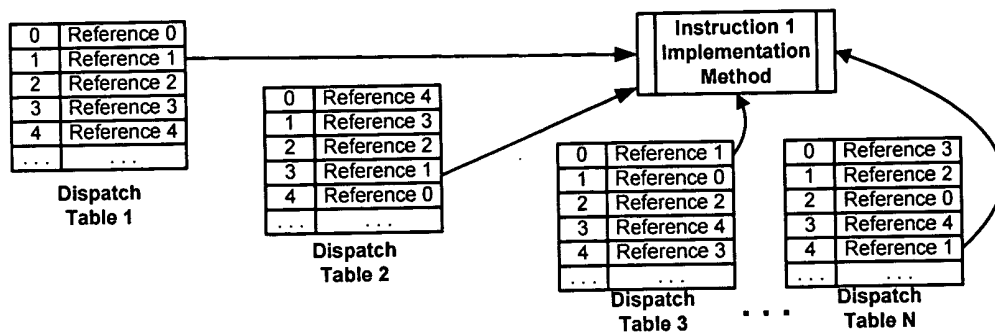 Instruction 1
Implementation
Method
0 Reference 0
1 Reference 1
2 Reference 2
3 Reference 3
4 Reference 4
... ...
Dispatch
Table 1
0 Reference 4
1 Reference 3
2 Reference 2
3 Reference 1
4 Reference 0
... ...
Dispatch
Table 2
0 Reference 1
1 Reference 0
2 Reference 2
3 Reference 4
4 Reference 3
... ...
Dispatch
Table 3
...
0 Reference 3
1 Reference 2
2 Reference 0
3 Reference 4
4 Reference 1
... ...
Dispatch
Table N